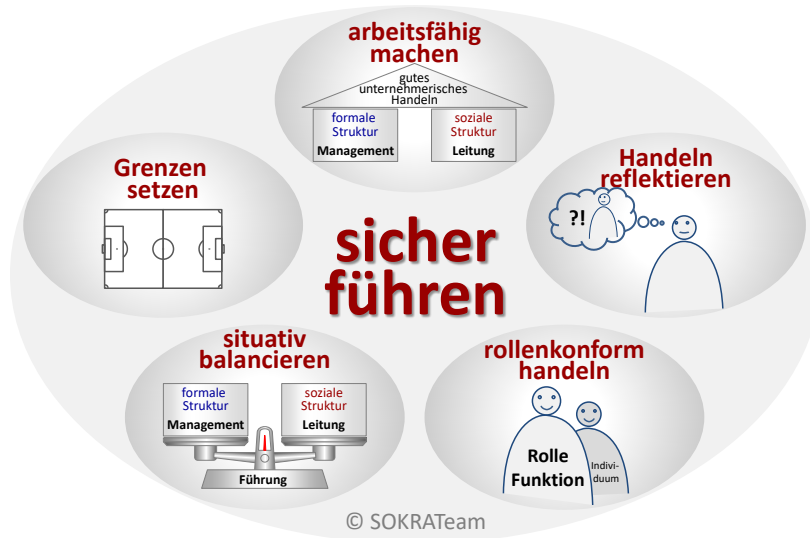 arbeitsfähig
machen
gutes
unternehmerisches
Handeln
formale
Struktur
Management
soziale
Struktur
Leitung
Grenzen
setzen
Handeln
reflektieren
?!
sicher
führen
situativ
balancieren
formale
Struktur
Management
soziale
Struktur
Leitung
Führung
rollenkonform
handeln
Rolle
Funktion
Indivi-
duum
© SOKRATeam